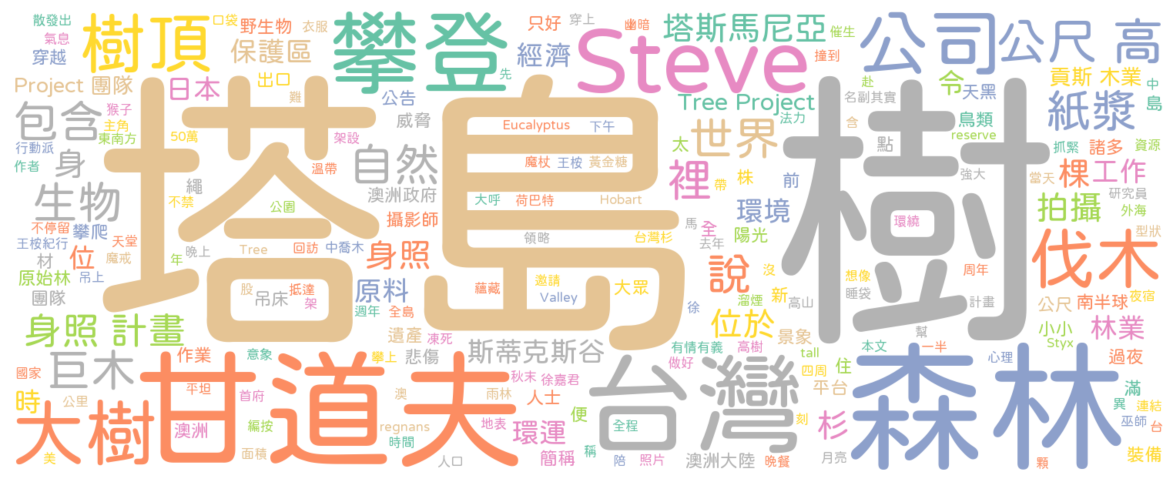 散發出 口袋 野生物 衣服 攀登 只好 穿上 幽暗 塔斯馬尼亞 催生 公司 公尺 高
氣息 樹頂 保護區 經濟 Steve 撞到
穿越 先
Project 團隊 出口 日本 難 公告 赴 令 天黑 貢斯 木業 中
猴子 威脅 Tree Project 名副其實 紙漿 島
包含 主角 50萬 架設 Eucalyptus 下午 法力 含 鳥類
行動派 東南方 塔 島 世界 樹 reserve 抓緊 諸多 資源
作者 身 溫帶 自然 魔杖 王桉 黃金糖 太 點 棵 工作
繩 澳洲政府 裡 帶 株 前 強大 當天 研究員
生物 不禁 公園 攝影師 大呼 荷巴特 Hobart 環境 環繞 拍攝 外海
不停留 攀爬 馬 全 陽光 型狀
王桉紀行 天堂 晚上 Tree 回訪 中喬木 領略 台灣杉 去年 沒 伐木
材 位 魔戒 身照 說 想像 周年
原始林 吊上 年 股 抵達 邀請 蘊藏 大眾 新 高山 睡袋 夜宿
團隊 吊床 架 原料 Valley 溜煙 計畫 公尺 南半球
身照 計畫 週年 全島 徐 位於 景象 幫 小小 林業
遺產 凍死 Styx
巨木 作業 意象 攀上 悲傷 斯蒂克斯谷 有情有義 高樹 tall 本文 一半 過夜
國家 平坦 甘道夫 秋末 徐嘉君 做好 四周 住 森林 心理 滿
時 公里 首府 澳 雨林 人士 台灣 平台 異 連結
大樹 澳洲 編按 地表 便 全程 刻 杉 巫師 台
regnans 環運 稱
美 面積 時間 人口 簡稱 陪 照片 澳洲大陸 晚餐 月亮 顆 裝備